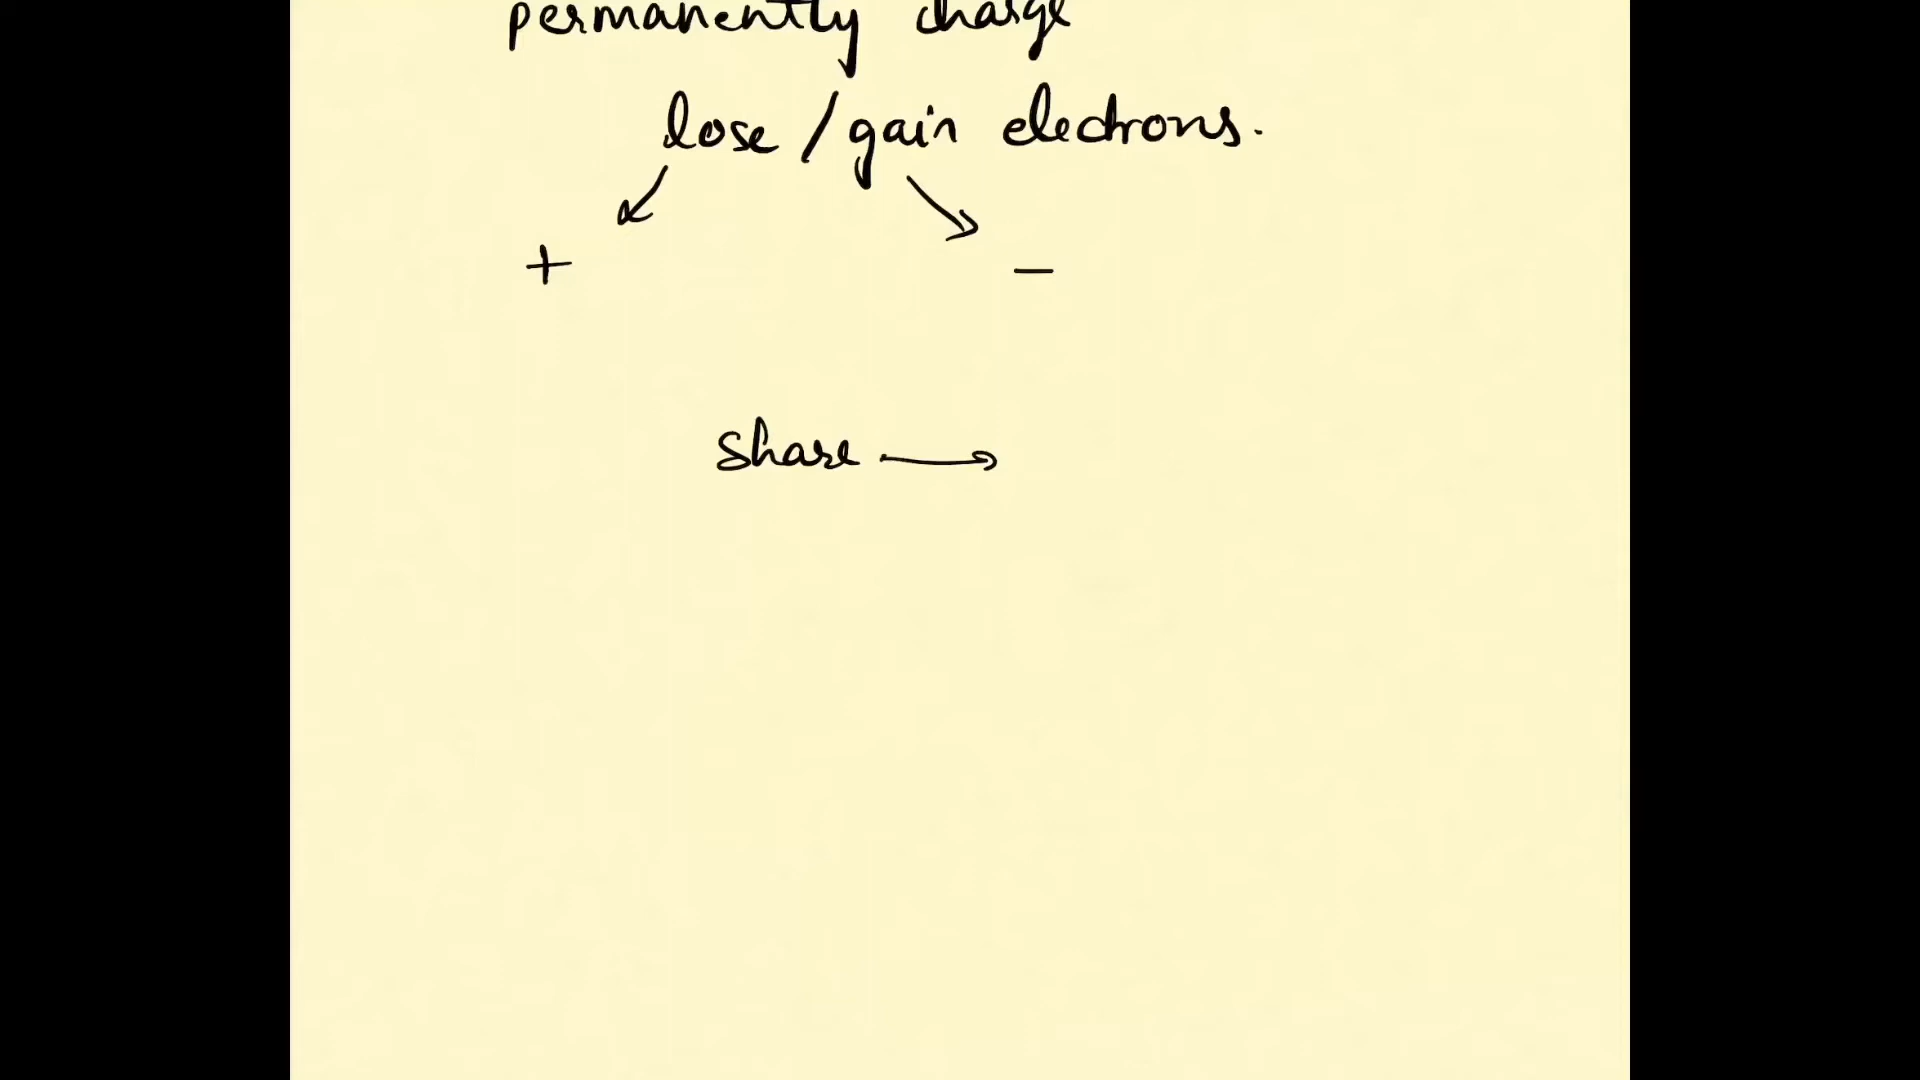 permanently charge
lose / gain electrons.
+ −
share →